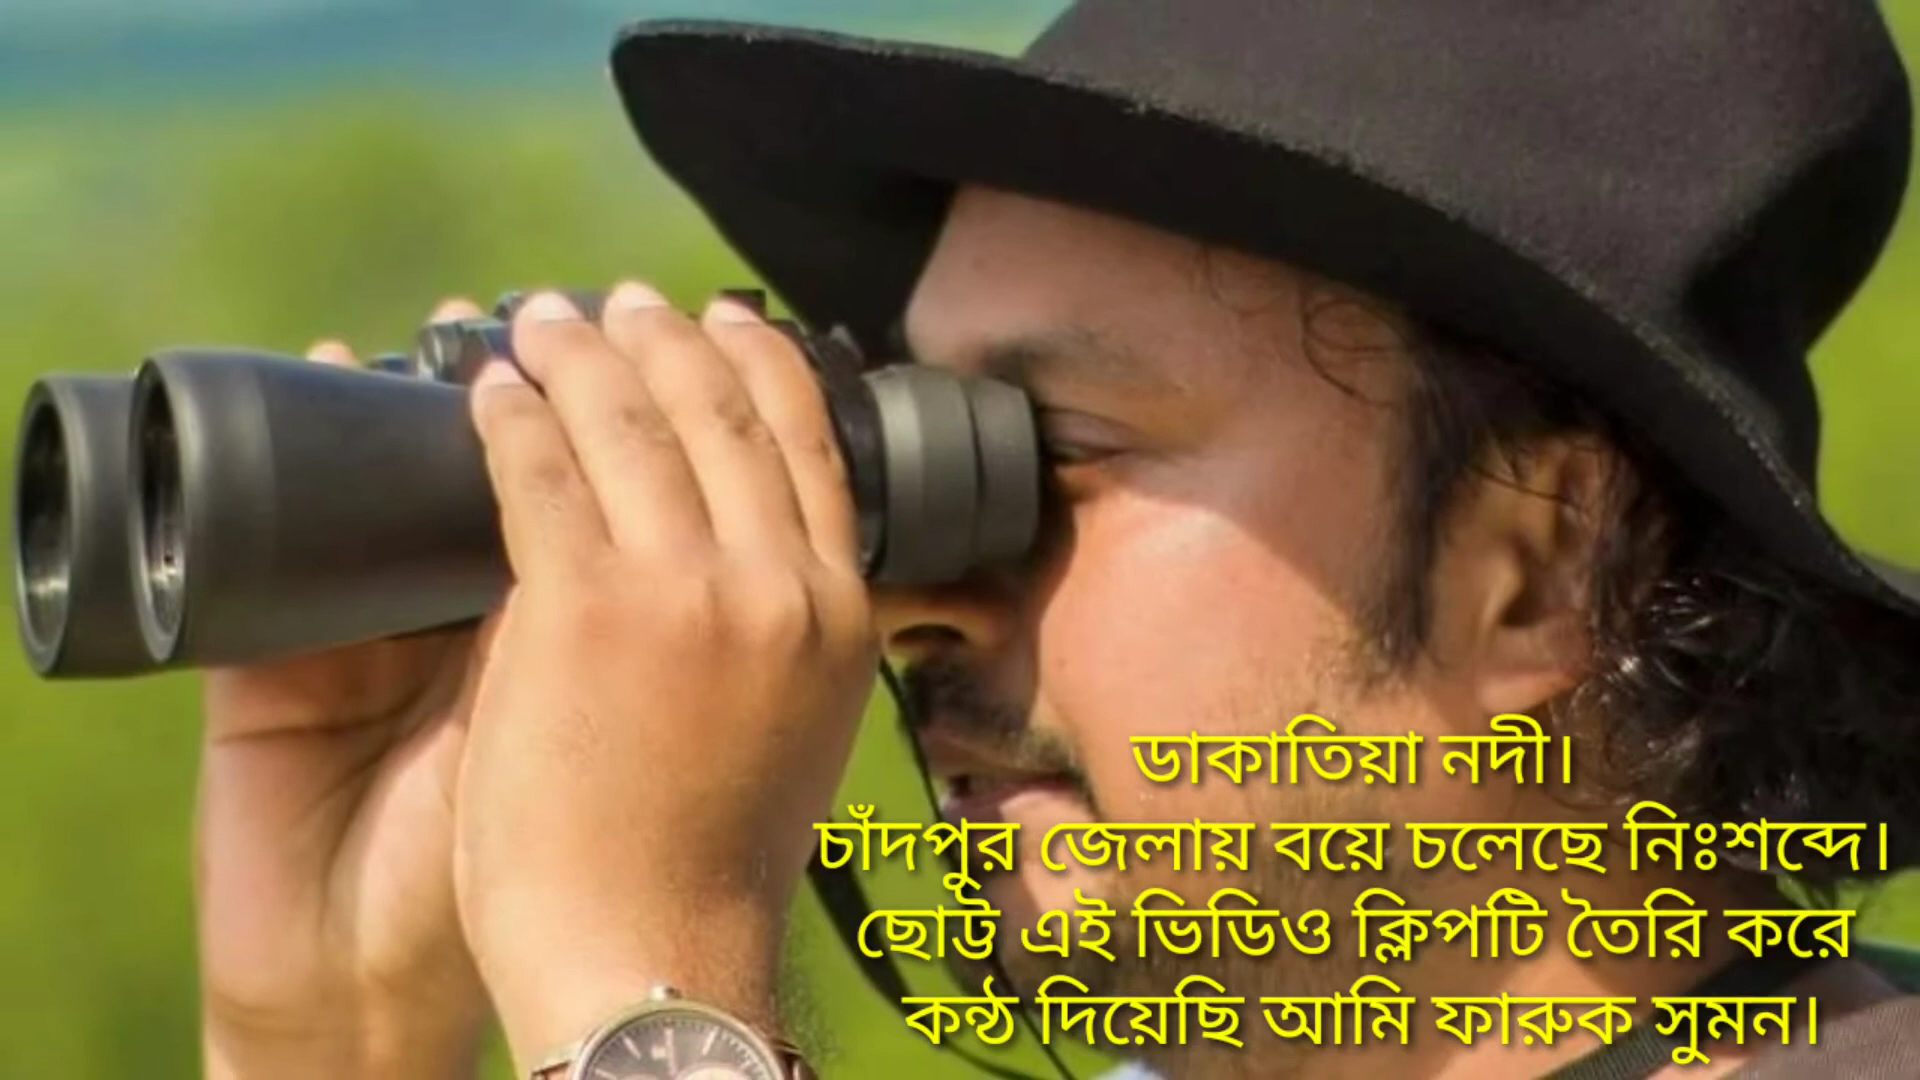 ডাকাতিয়া নদী।
চাঁদপুর জেলায় বয়ে চলেছে নিঃশব্দে।
ছোট্ট এই ভিডিও ক্লিপটি তৈরি করে
কন্ঠ দিয়েছি আমি ফারুক সুমন।